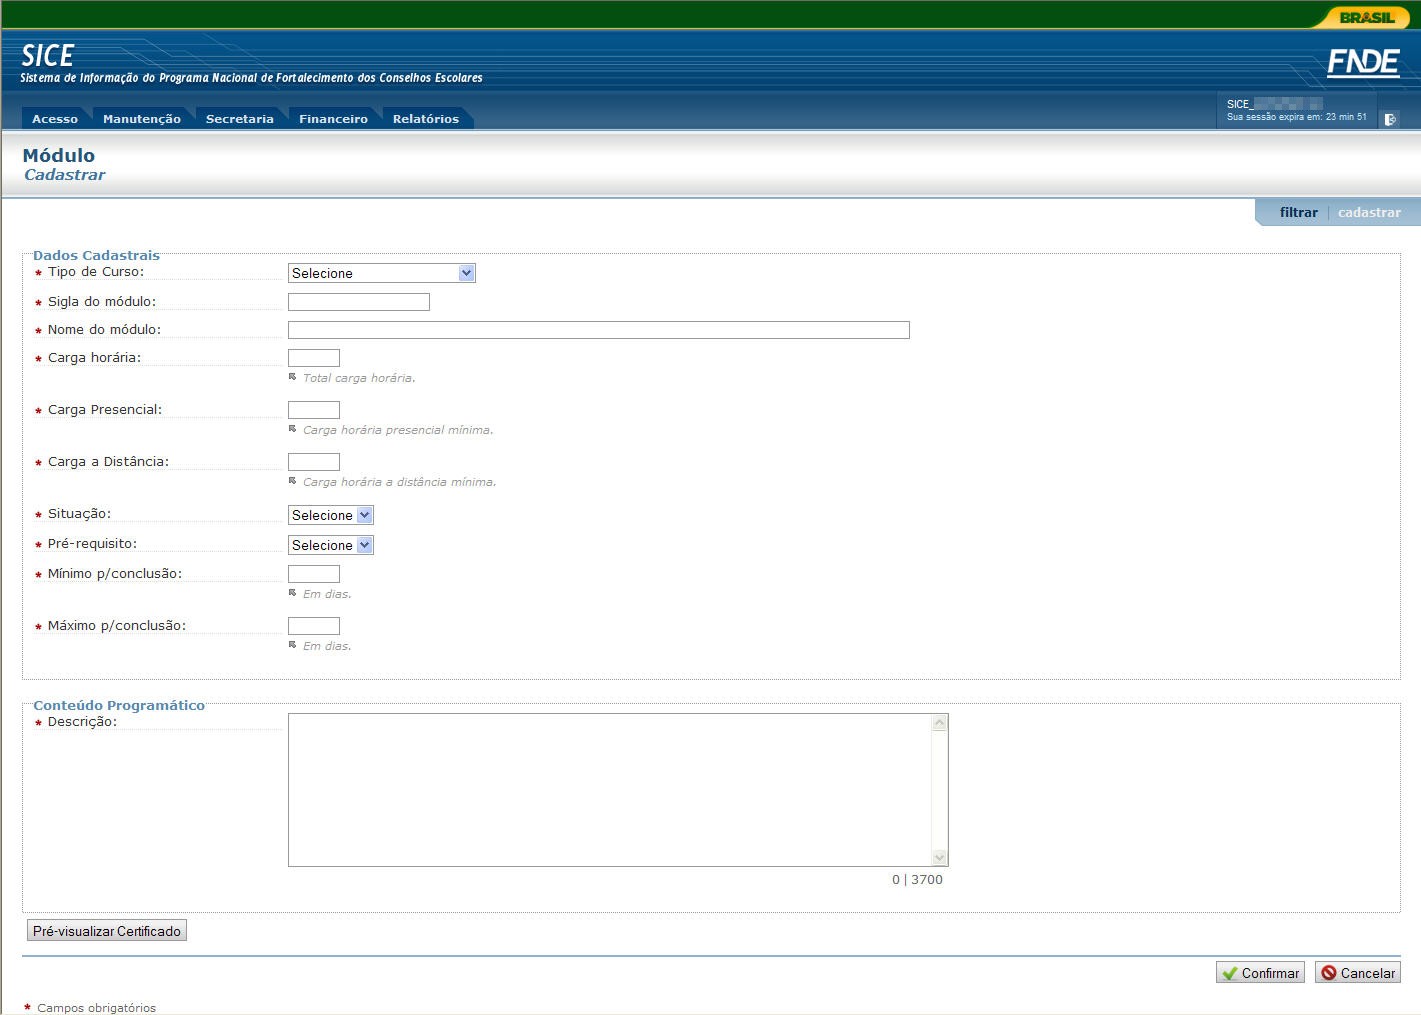 BRASIL
SICE
Sistema de Informação do Programa Nacional de Fortalecimento dos Conselhos Escolares
FNDE
Acesso Manutenção Secretaria Financeiro Relatórios
SICE_
Sua sessão expira em: 23 min 51
Módulo
Cadastrar
filtrar | cadastrar
Dados Cadastrais
* Tipo de Curso: Selecione
* Sigla do módulo:
* Nome do módulo:
* Carga horária:
Total carga horária.
* Carga Presencial:
Carga horária presencial mínima.
* Carga a Distância:
Carga horária a distância mínima.
* Situação: Selecione
* Pré-requisito: Selecione
* Mínimo p/conclusão:
Em dias.
* Máximo p/conclusão:
Em dias.
Conteúdo Programático
* Descrição:
0 | 3700
Pré-visualizar Certificado
Confirmar Cancelar
* Campos obrigatórios